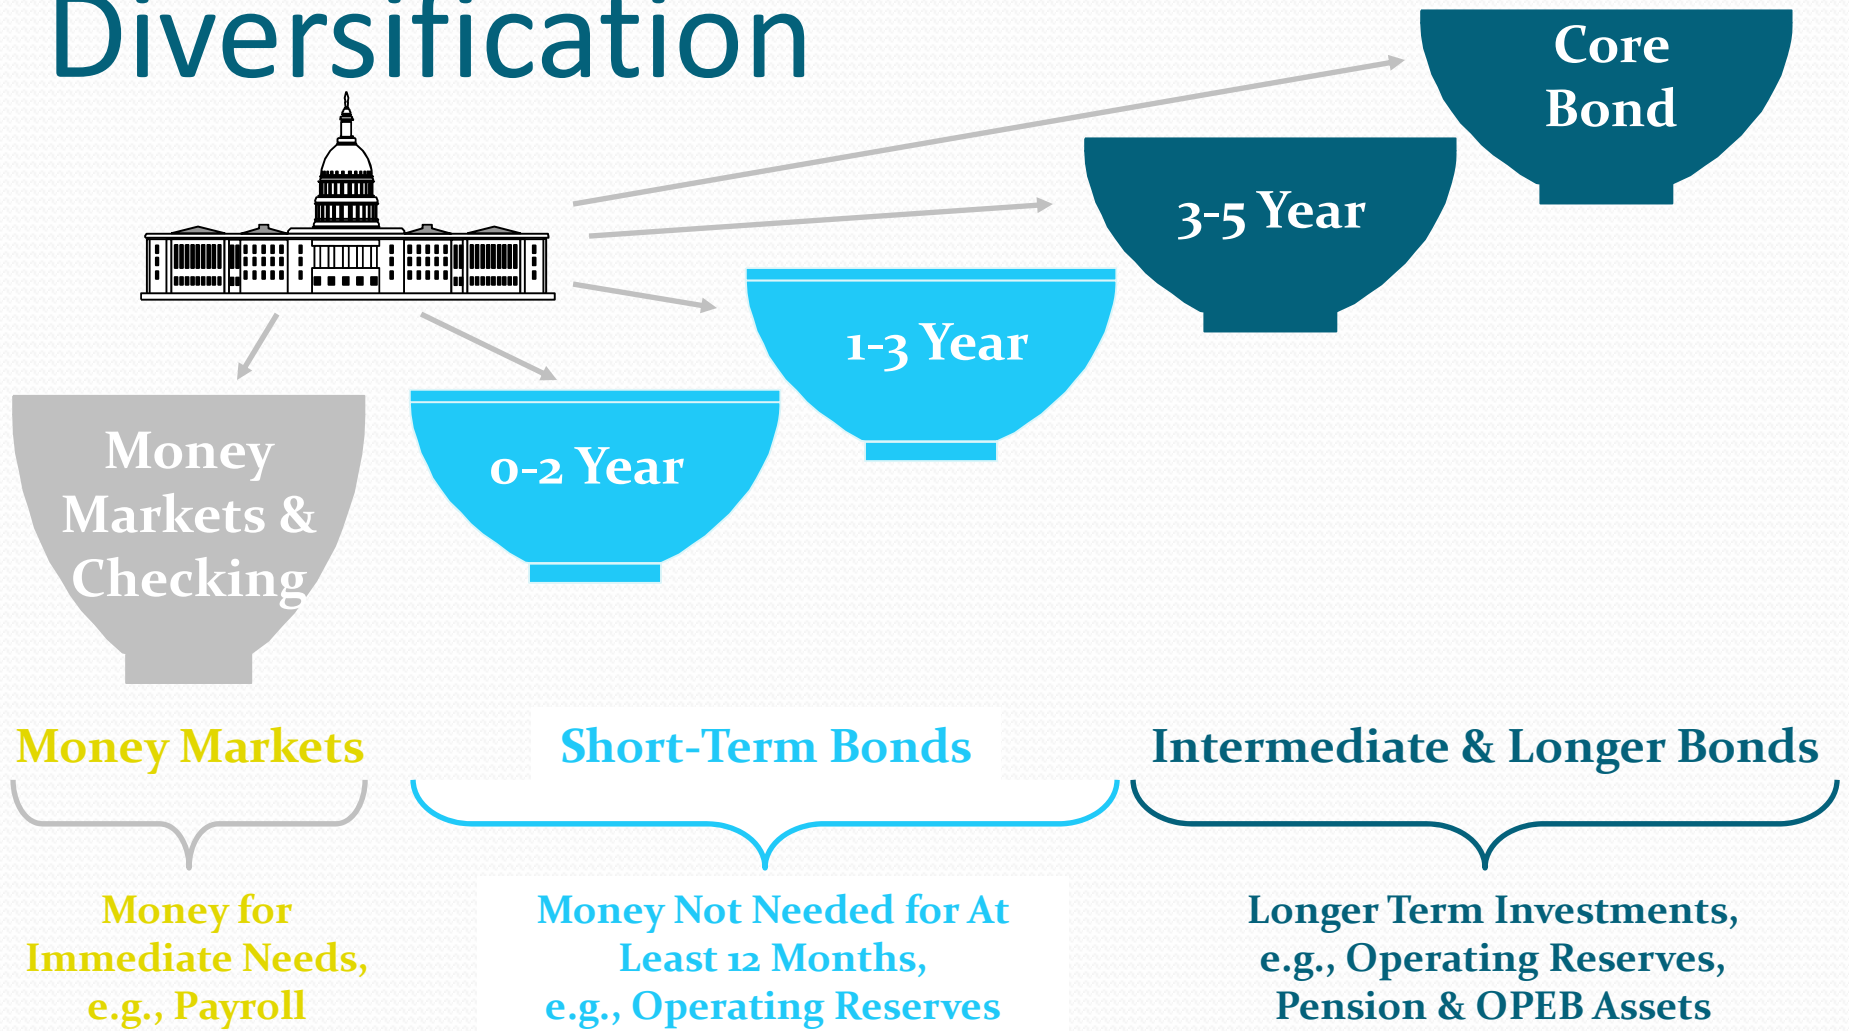 Diversification
Core
Bond
3-5 Year
1-3 Year
0-2 Year
Money
Markets &
Checking
Money Markets
Short-Term Bonds
Intermediate & Longer Bonds
Money for
Immediate Needs,
e.g., Payroll
Money Not Needed for At
Least 12 Months,
e.g., Operating Reserves
Longer Term Investments,
e.g., Operating Reserves,
Pension & OPEB Assets